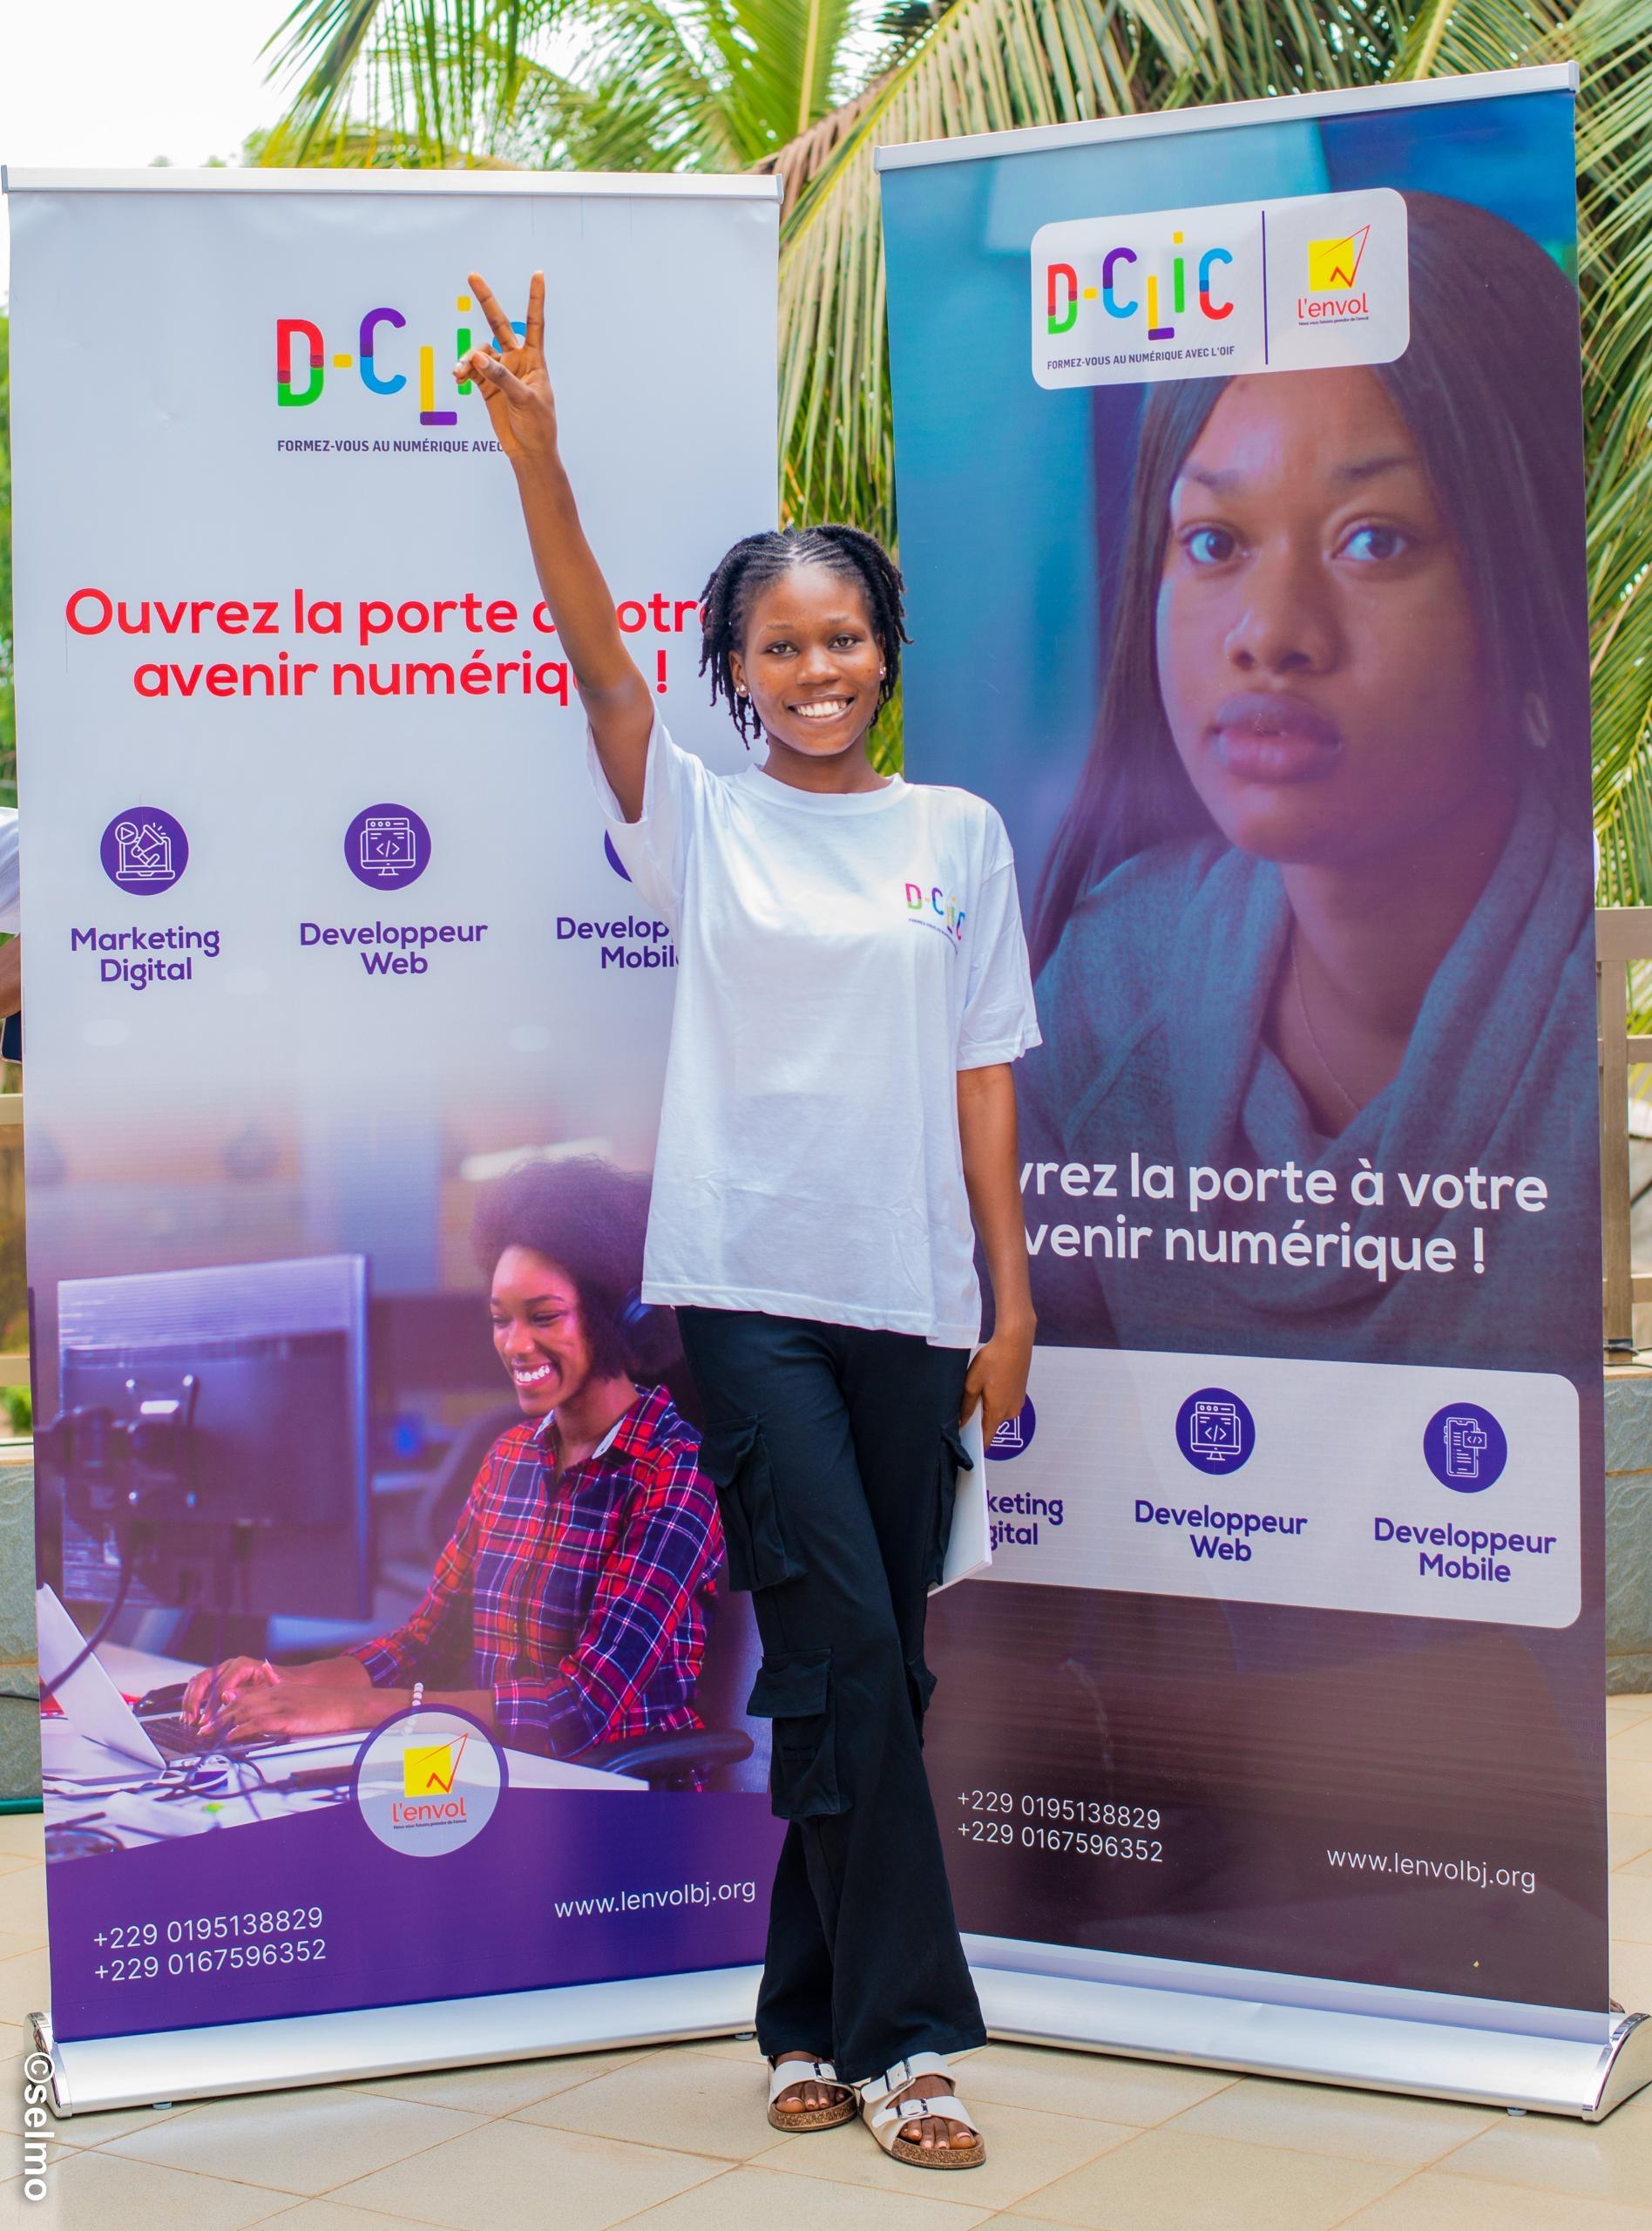 D-CLiC
FORMEZ-VOUS AU NUMÉRIQUE AVEC
Ouvrez la porte otre
avenir numériq !
Marketing
Digital
Developpeur
Web
Develop
Mobil
l'envol
+229 0195138829
+229 0167596352
www.lenvolbj.org
D-CLiC
FORMEZ-VOUS AU NUMÉRIQUE AVEC L'OIF
l'envol
vrez la porte à votre
venir numérique !
keting
gital
Developpeur
Web
Developpeur
Mobile
+229 0195138829
+229 0167596352
www.lenvolbj.org
D-CLiC
©selmo